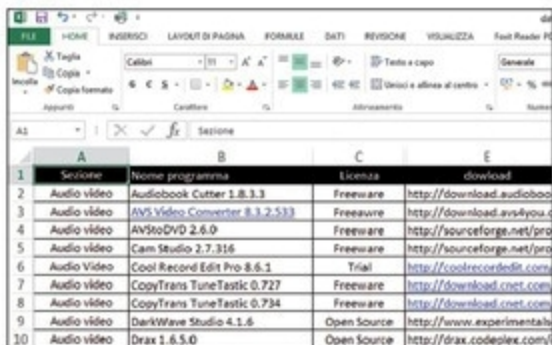 FILE HOME INSERISCI LAYOUT DI PAGINA FORMULE DATI REVISIONE VISUALIZZA Foxit Reader PD
Taglia
Copia
Copia formato
Incolla
Calibri 11 A A
G C S
Testo a capo
Unisci e allinea al centro
Generale
% 000
Appunti Carattere Allineamento Numeri
A1 fx Sezione
A B C E
1 Sezione Nome programma Licenza dowload
2 Audio video Audiobook Cutter 1.8.3.3 Freeware http://download.audioboo
3 Audio video AVS Video Converter 8.3.2.533 Freeawre http://download.avs4you.c
4 Audio video AVStoDVD 2.6.0 Freeware http://sourceforge.net/pro
5 Audio video Cam Studio 2.7.316 Freeware http://sourceforge.net/pro
6 Audio Video Cool Record Edit Pro 8.6.1 Trial http://coolrecordedit.com
7 Audio video CopyTrans TuneTastic 0.727 Freeware http://download.cnet.com
8 Audio video CopyTrans TuneTastic 0.734 Freeware http://download.cnet.com
9 Audio video DarkWave Studio 4.1.6 Open Source http://www.experimentals
10 Audio video Drax 1.6.5.0 Open Source http://drax.codeplex.com/